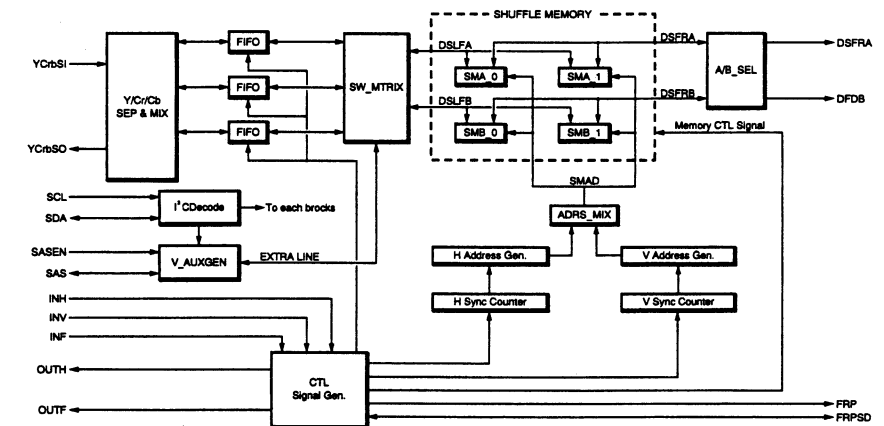 SHUFFLE MEMORY
YCrbSI
YCrbSO
Y/Cr/Cb
SEP & MIX
FIFO
FIFO
FIFO
SW_MTRIX
DSLFA
DSLFB
SMA_0
SMA_1
SMB_0
SMB_1
DSFRA
DSFRB
A/B_SEL
DSFRA
DFDB
Memory CTL Signal
SMAD
ADRS_MIX
SCL
SDA
I²CDecode
To each brocks
SASEN
SAS
V_AUXGEN
EXTRA LINE
H Address Gen.
V Address Gen.
H Sync Counter
V Sync Counter
INH
INV
INF
OUTH
OUTF
CTL
Signal Gen.
FRP
FRPSD